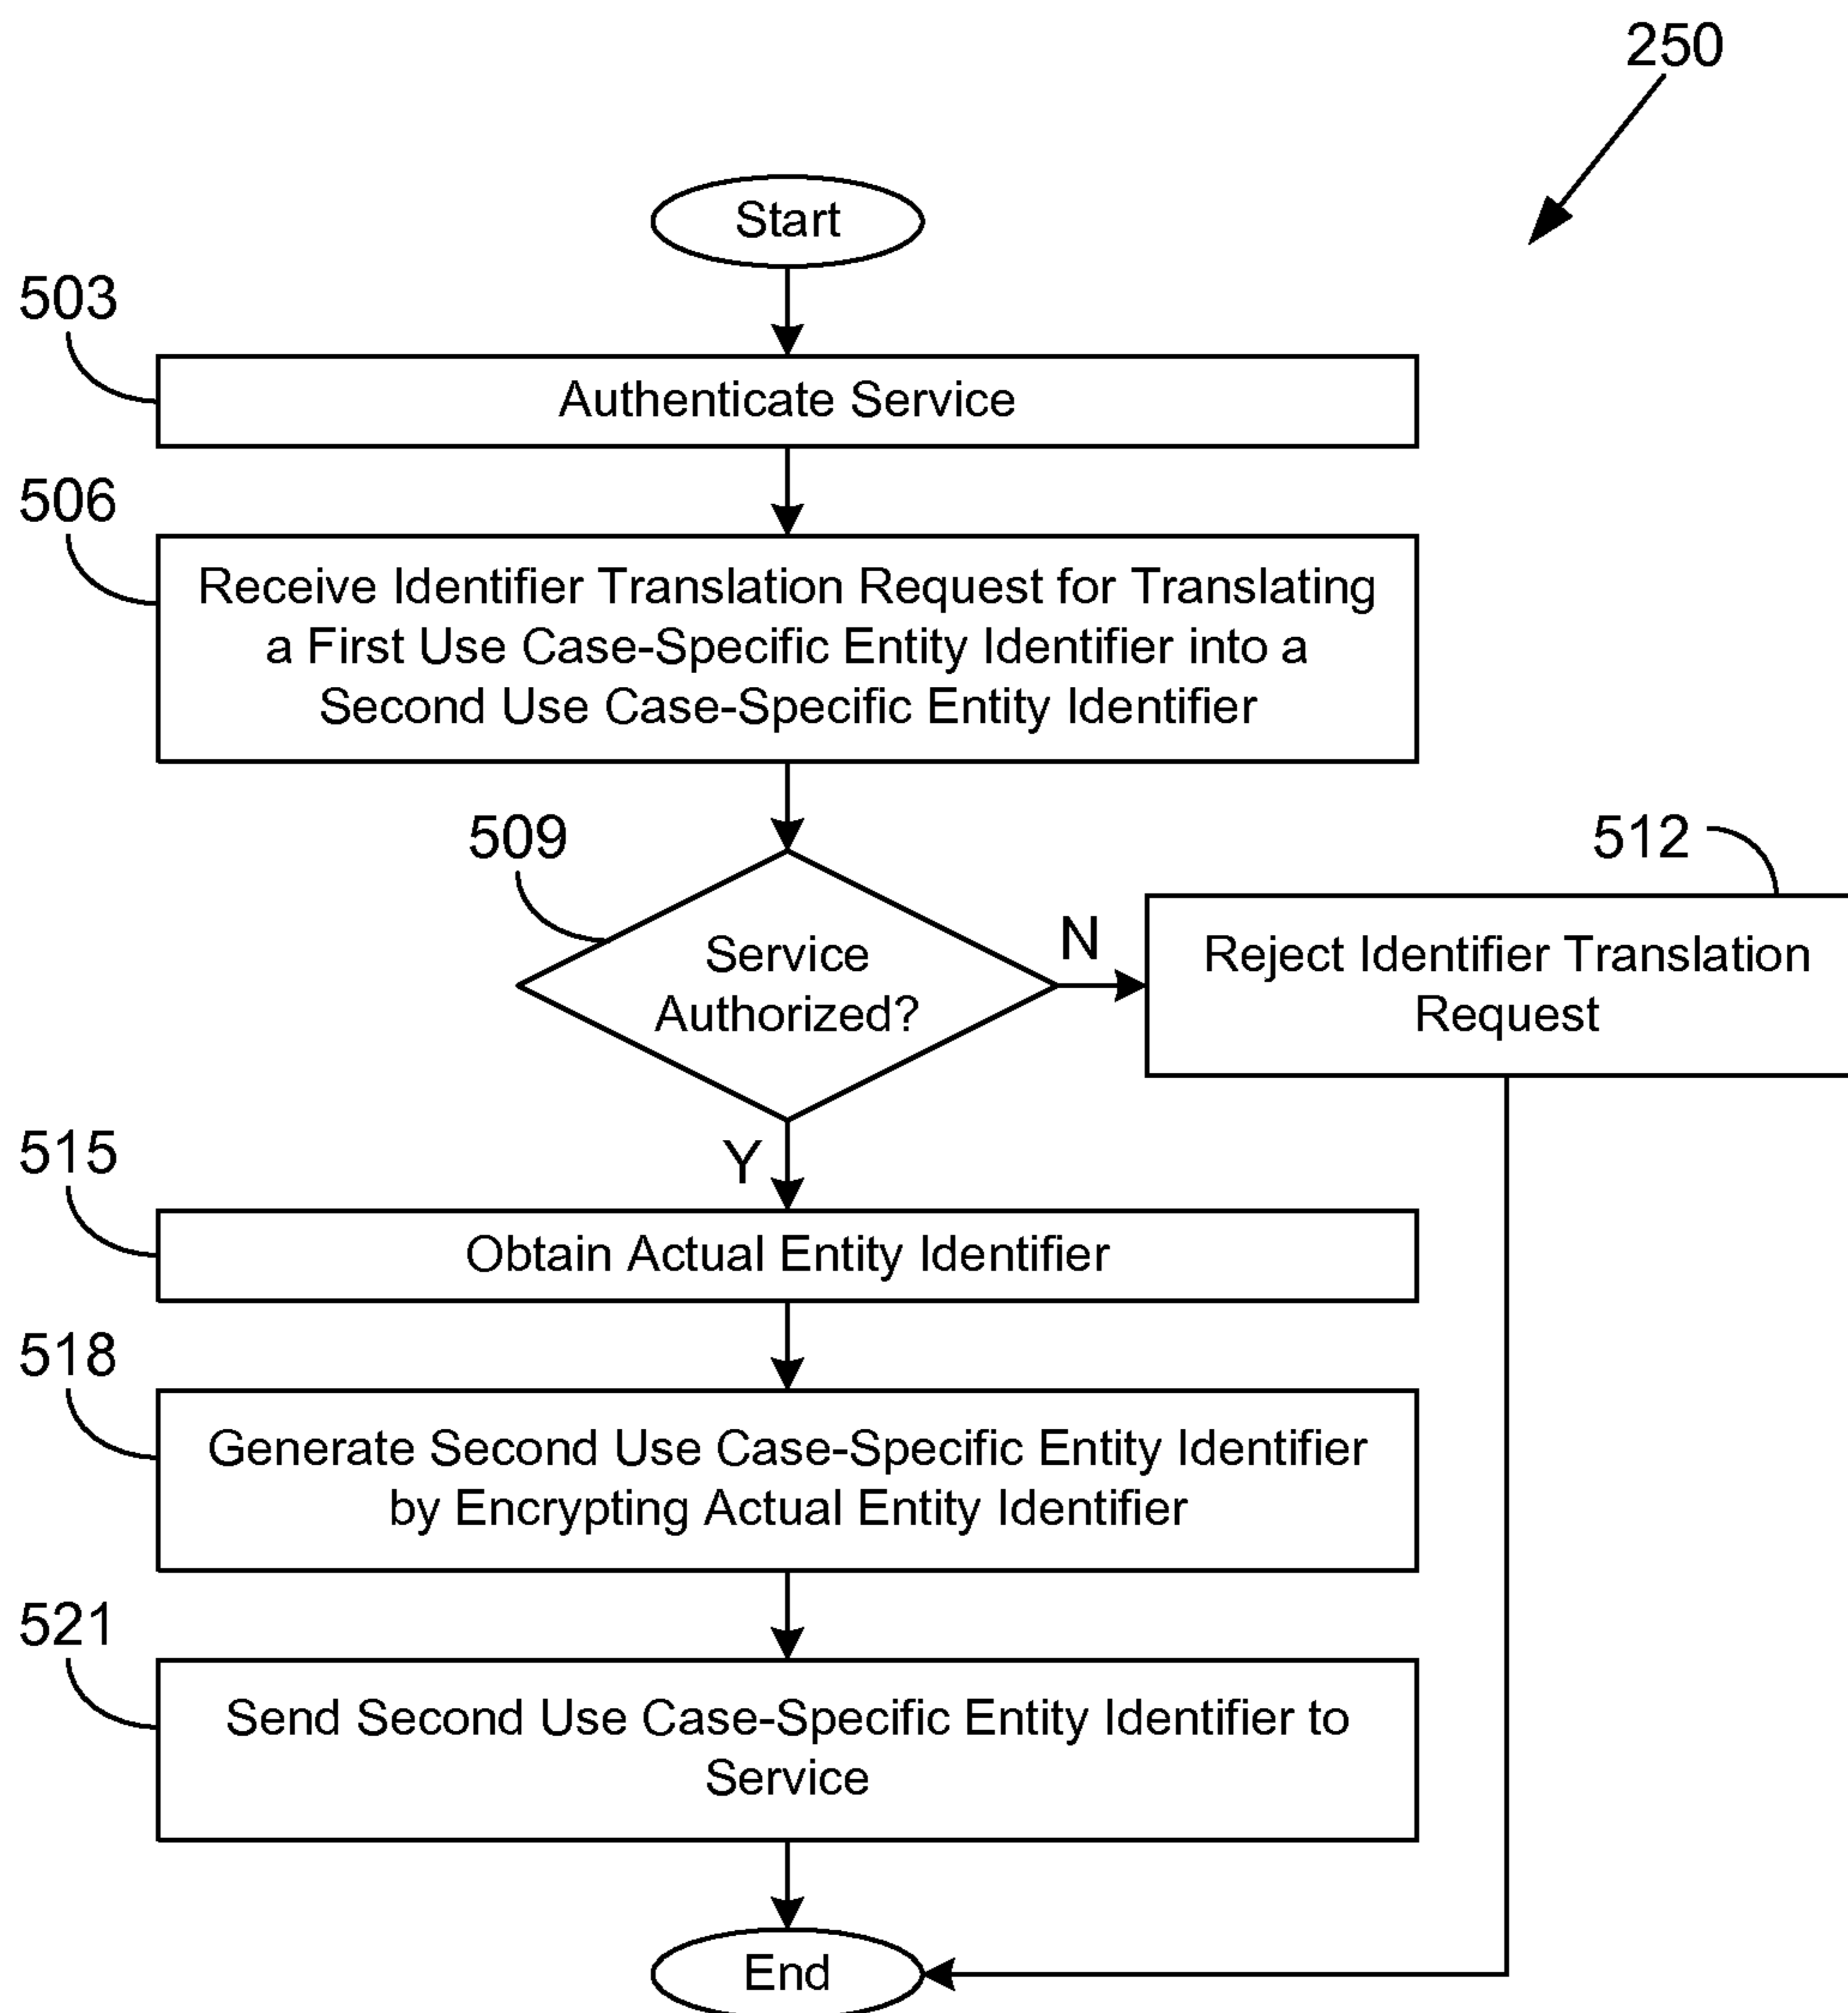 250
Start
503
Authenticate Service
506
Receive Identifier Translation Request for Translating
a First Use Case-Specific Entity Identifier into a
Second Use Case-Specific Entity Identifier
509
Service
Authorized?
N
512
Reject Identifier Translation
Request
Y
515
Obtain Actual Entity Identifier
518
Generate Second Use Case-Specific Entity Identifier
by Encrypting Actual Entity Identifier
521
Send Second Use Case-Specific Entity Identifier to
Service
End